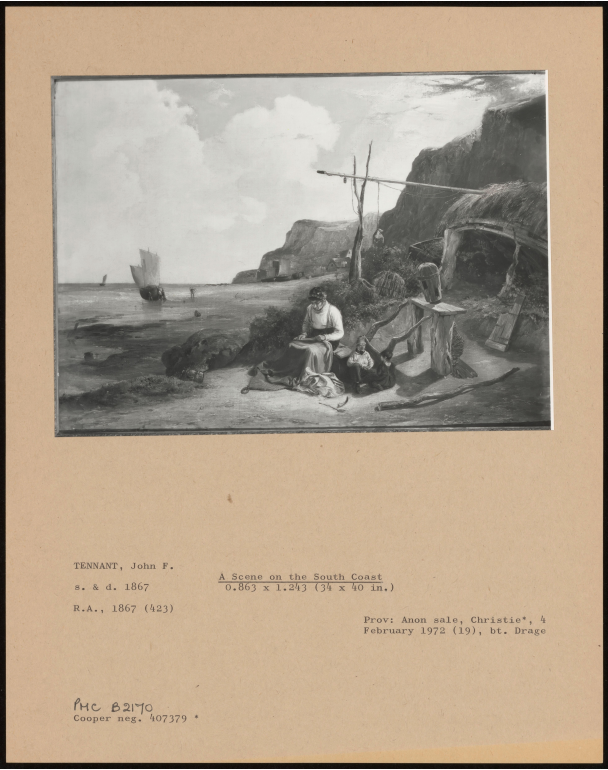 TENNANT, John F.
A Scene on the South Coast
s. & d. 1867
0.863 x 1.243 (34 x 40 in.)
R.A., 1867 (423)
Prov: Anon sale, Christie*, 4
February 1972 (19), bt. Drage
PMC B2170
Cooper neg. 407379 *